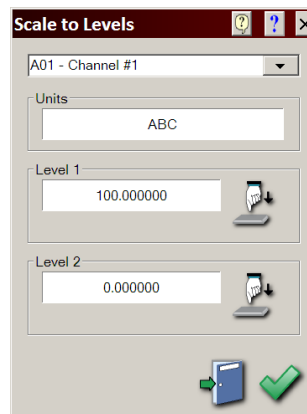 Scale to Levels
A01 - Channel #1
Units
ABC
Level 1
100.000000
Level 2
0.000000